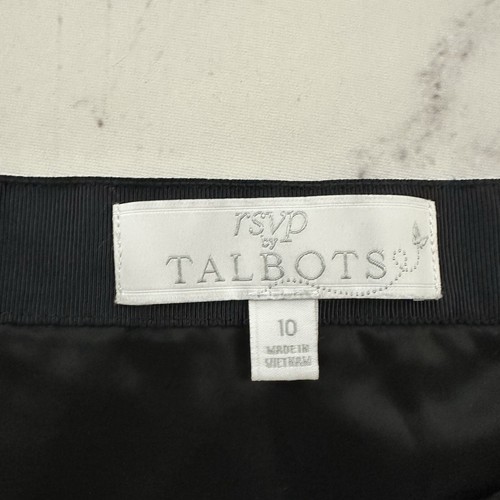 rsvp
by
TALBOTS
10
MADE IN
VIETNAM